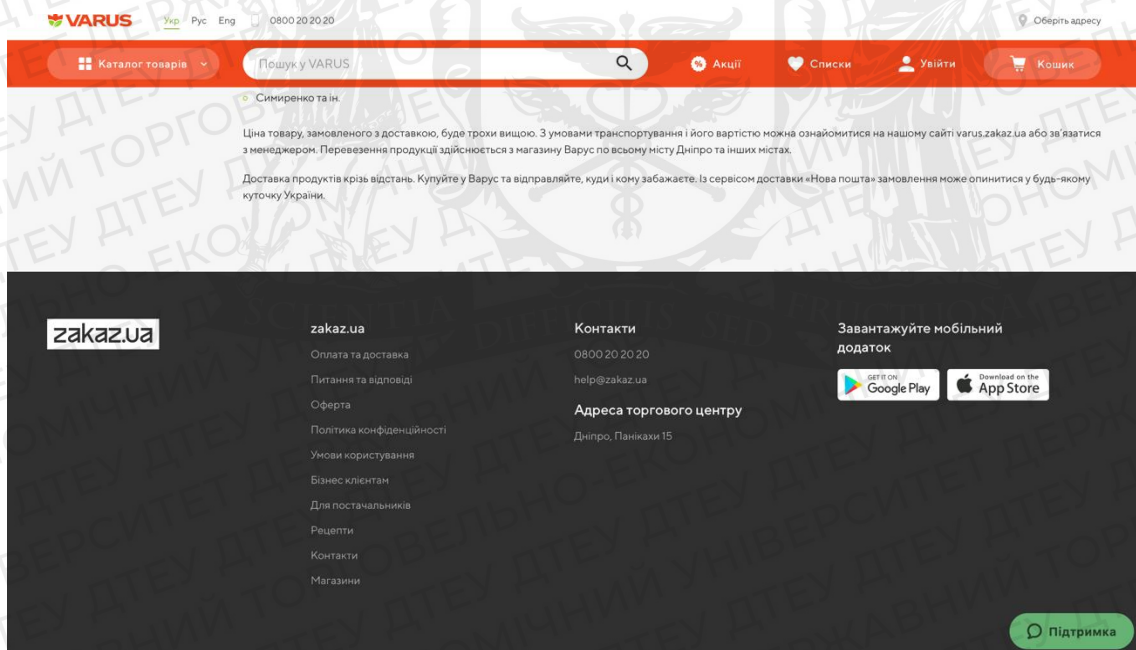 VARUS Укр Рус Eng 0800 20 20 20 Оберіть адресу
Каталог товарів Пошук у VARUS Акції Списки Увійти Кошик
Симиренко та ін.
Ціна товару, замовленого з доставкою, буде трохи вищою. З умовами транспортування і його вартістю можна ознайомитися на нашому сайті varus.zakaz.ua або зв'язатися
з менеджером. Перевезення продукції здійснюється з магазину Варус по всьому місту Дніпро та інших містах.
Доставка продуктів крізь відстань. Купуйте у Варус та відправляйте, куди і кому забажаєте. Із сервісом доставки «Нова пошта» замовлення може опинитися у будь-якому
куточку України.
zakaz.ua
zakaz.ua
Оплата та доставка
Питання та відповіді
Оферта
Політика конфіденційності
Умови користування
Бізнес клієнтам
Для постачальників
Рецепти
Контакти
Магазини
Контакти
0800 20 20 20
help@zakaz.ua
Адреса торгового центру
Дніпро, Панікахи 15
Завантажуйте мобільний
додаток
GET IT ON
Google Play
Download on the
App Store
Підтримка